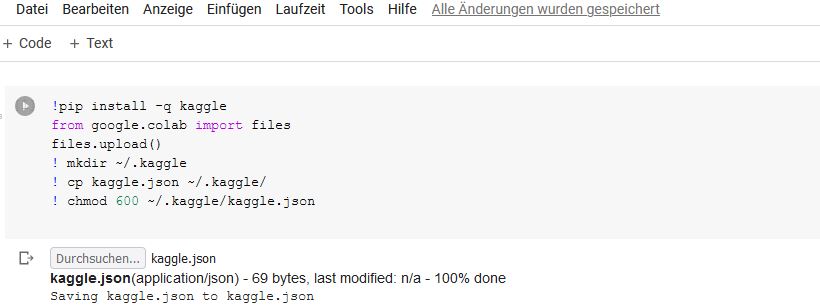 Datei Bearbeiten Anzeige Einfügen Laufzeit Tools Hilfe Alle Änderungen wurden gespeichert
+ Code + Text
!pip install -q kaggle
from google.colab import files
files.upload()
! mkdir ~/.kaggle
! cp kaggle.json ~/.kaggle/
! chmod 600 ~/.kaggle/kaggle.json
Durchsuchen... kaggle.json
kaggle.json(application/json) - 69 bytes, last modified: n/a - 100% done
Saving kaggle.json to kaggle.json